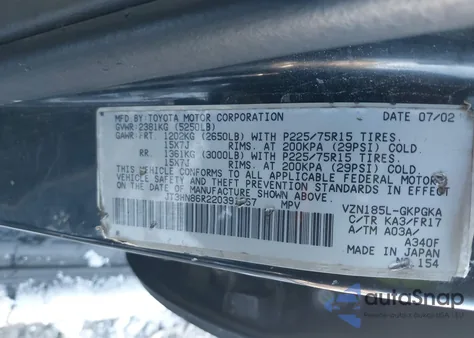 MFD BY TOYOTA MOTOR CORPORATION DATE 07/02
GVWR: 2381KG (5250LB)
GAWR: FRT. 1202KG (2650LB) WITH P225/75R15 TIRES.
15X7J RIMS. AT 200KPA (29PSI) COLD.
RR. 1361KG (3000LB) WITH P225/75R15 TIRES.
15X7J RIMS. AT 200KPA (29PSI) COLD.
THIS VEHICLE CONFORMS TO ALL APPLICABLE FEDERAL MOTOR
VEHICLE SAFETY AND THEFT PREVENTION STANDARDS IN EFFECT
ON THE DATE OF MANUFACTURE SHOWN ABOVE.
MPV
VZN185L-GKPGKA
C/TR KA3/FR17
A/TM A03A/
A340F
MADE IN JAPAN
154
autoSnap